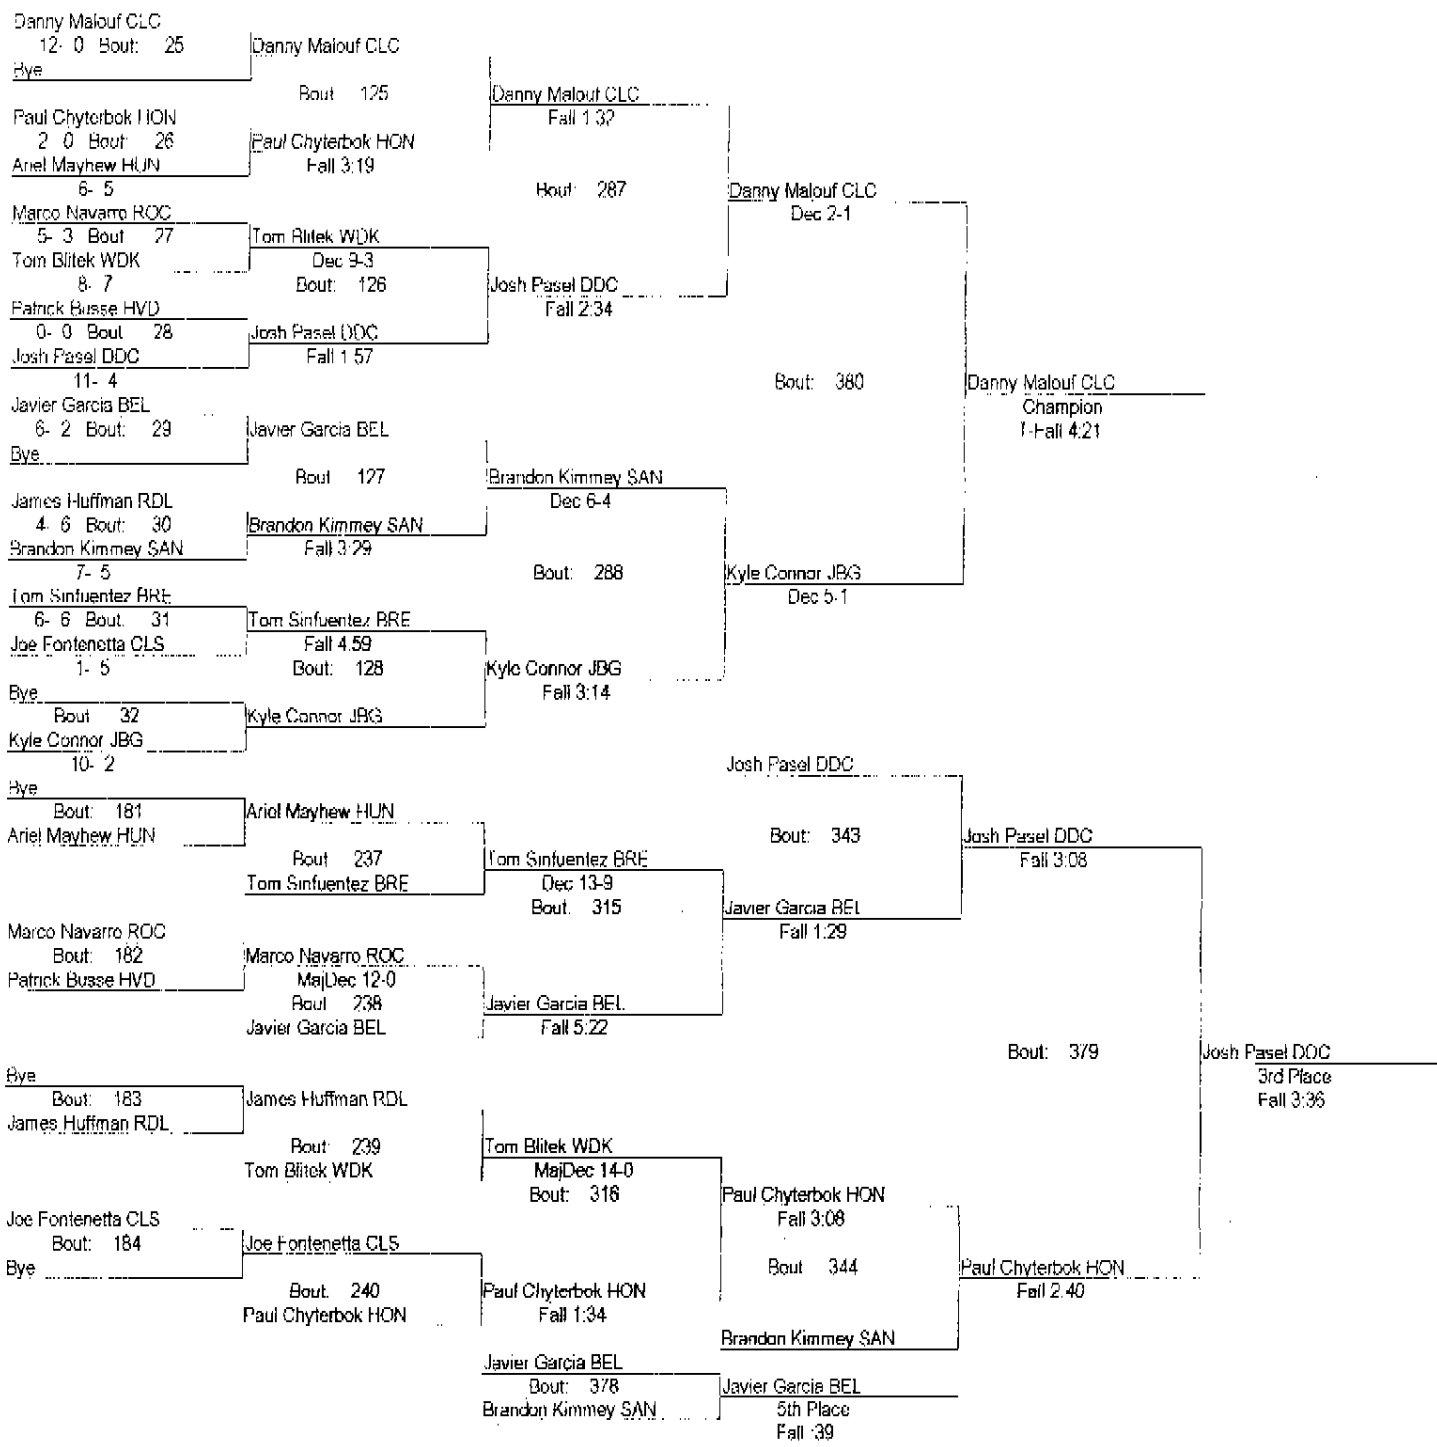 Danny Malouf CLC
12- 0 Bout: 25
Bye
Danny Malouf CLC
Bout 125
Paul Chyterbok HON
2 0 Bout: 26
Ariel Mayhew HUN
6- 5
Paul Chyterbok HON
Fall 3:19
Danny Malouf CLC
Fall 1:32
Bout: 287
Marco Navarro ROC
5- 3 Bout 27
Tom Blitek WDK
8- 7
Tom Blitek WDK
Dec 9-3
Bout: 126
Patrick Busse HVD
0- 0 Bout 28
Josh Pasel DDC
11- 4
Josh Pasel DDC
Fall 1:57
Josh Pasel DDC
Fall 2:34
Danny Malouf CLC
Dec 2-1
Bout: 380
Danny Malouf CLC
Champion
1-Fall 4:21
Javier Garcia BEL
6- 2 Bout: 29
Bye
Javier Garcia BEL
Bout 127
James Huffman RDL
4- 6 Bout: 30
Brandon Kimmey SAN
7- 5
Brandon Kimmey SAN
Fall 3:29
Brandon Kimmey SAN
Dec 6-4
Bout: 288
Tom Sinfuentez BRE
6- 6 Bout. 31
Joe Fontenetta CLS
1- 5
Tom Sinfuentez BRE
Fall 4:59
Bout: 128
Bye
Bout 32
Kyle Connor JBG
10- 2
Kyle Connor JBG
Kyle Connor JBG
Fall 3:14
Kyle Connor JBG
Dec 5-1
Bye
Bout: 181
Ariel Mayhew HUN
Ariel Mayhew HUN
Bout 237
Tom Sinfuentez BRE
Tom Sinfuentez BRE
Dec 13-9
Bout. 315
Marco Navarro ROC
Bout: 182
Patrick Busse HVD
Marco Navarro ROC
MajDec 12-0
Bout 238
Javier Garcia BEL
Javier Garcia BEL
Fall 5:22
Josh Pasel DDC
Bout: 343
Javier Garcia BEL
Fall 1:29
Josh Pasel DDC
Fall 3:08
Bout: 379
Josh Pasel DDC
3rd Place
Fall 3:36
Bye
Bout: 183
James Huffman RDL
James Huffman RDL
Bout: 239
Tom Blitek WDK
Tom Blitek WDK
MajDec 14-0
Bout: 316
Joe Fontenetta CLS
Bout: 184
Bye
Joe Fontenetta CLS
Bout. 240
Paul Chyterbok HON
Paul Chyterbok HON
Fall 1:34
Paul Chyterbok HON
Fall 3:08
Bout 344
Brandon Kimmey SAN
Paul Chyterbok HON
Fall 2:40
Javier Garcia BEL
Bout: 378
Brandon Kimmey SAN
Javier Garcia BEL
5th Place
Fall :39